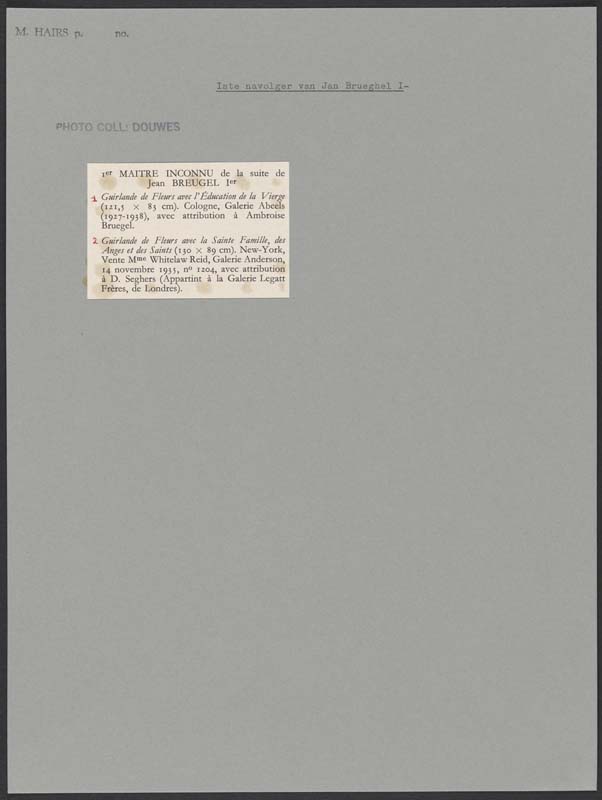 M. HAIRS p. no.
Iste navolger van Jan Brueghel I-
PHOTO COLL: DOUWES
1er MAITRE INCONNU de la suite de
Jean BREUGEL Ier
1 Guirlande de Fleurs avec l'Éducation de la Vierge
(121,5 × 83 cm). Cologne, Galerie Abeels
(1927-1938), avec attribution à Ambroise
Bruegel.
2 Guirlande de Fleurs avec la Sainte Famille, des
Anges et des Saints (130 × 89 cm). New-York,
Vente Mme Whitelaw Reid, Galerie Anderson,
14 novembre 1935, no 1204, avec attribution
à D. Seghers (Appartint à la Galerie Legatt
Frères, de Londres).